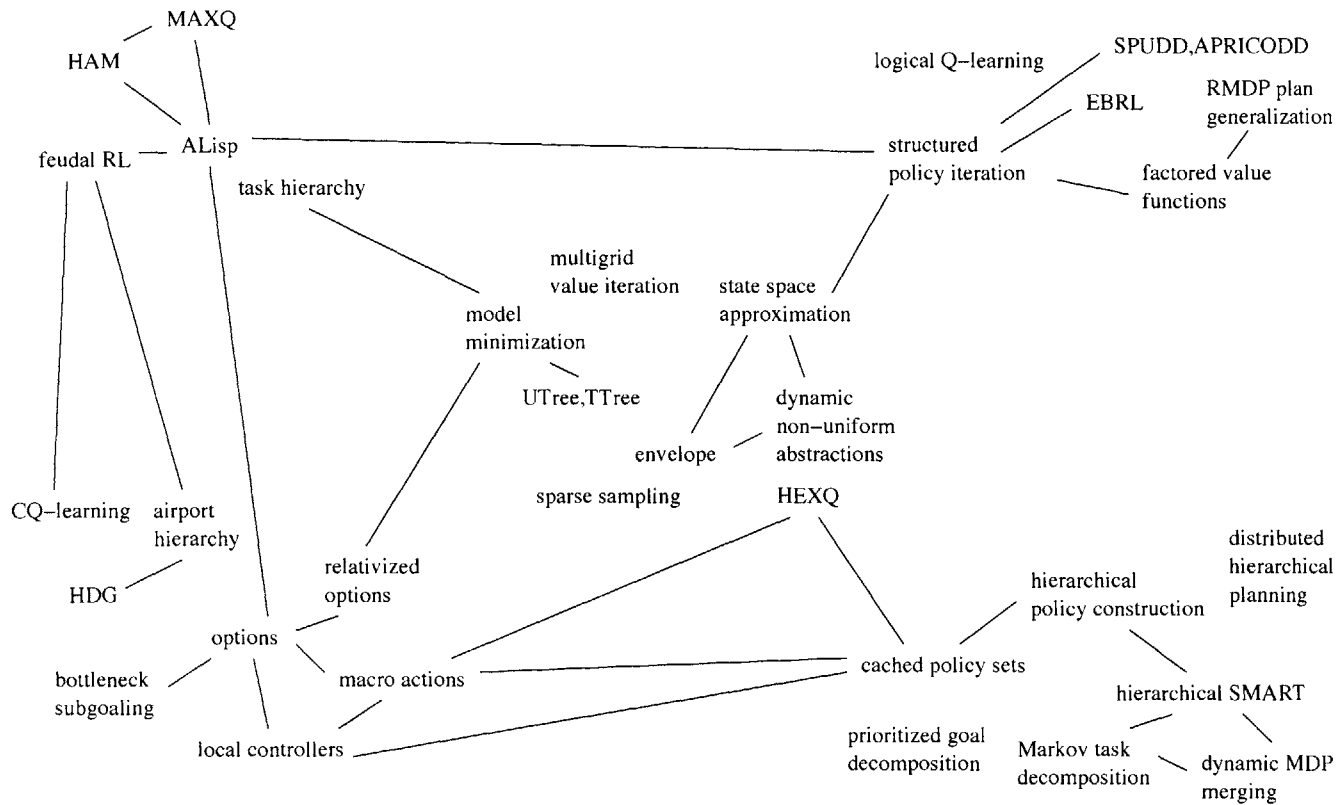 MAXQ
HAM
ALisp
feudal RL
task hierarchy
logical Q−learning
SPUDD,APRICODD
EBRL
RMDP plan
generalization
structured
policy iteration
factored value
functions
multigrid
value iteration
state space
approximation
model
minimization
UTree,TTree
dynamic
non−uniform
abstractions
envelope
sparse sampling
HEXQ
CQ−learning
airport
hierarchy
HDG
relativized
options
options
bottleneck
subgoaling
macro actions
local controllers
cached policy sets
hierarchical
policy construction
distributed
hierarchical
planning
hierarchical SMART
prioritized goal
decomposition
Markov task
decomposition
dynamic MDP
merging